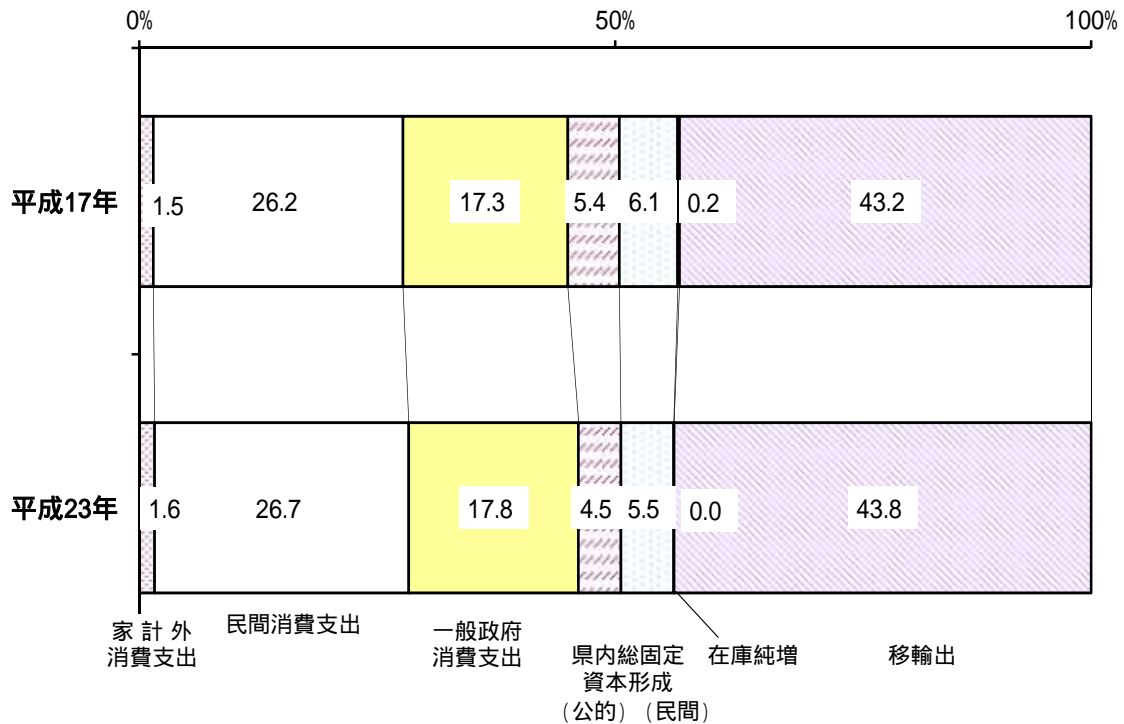 0% 50% 100%
平成17年 1.5 26.2 17.3 5.4 6.1 0.2 43.2
平成23年 1.6 26.7 17.8 4.5 5.5 0.0 43.8
家計外
消費支出
民間消費支出
一般政府
消費支出
県内総固定
資本形成
(公的) (民間)
在庫純増
移輸出